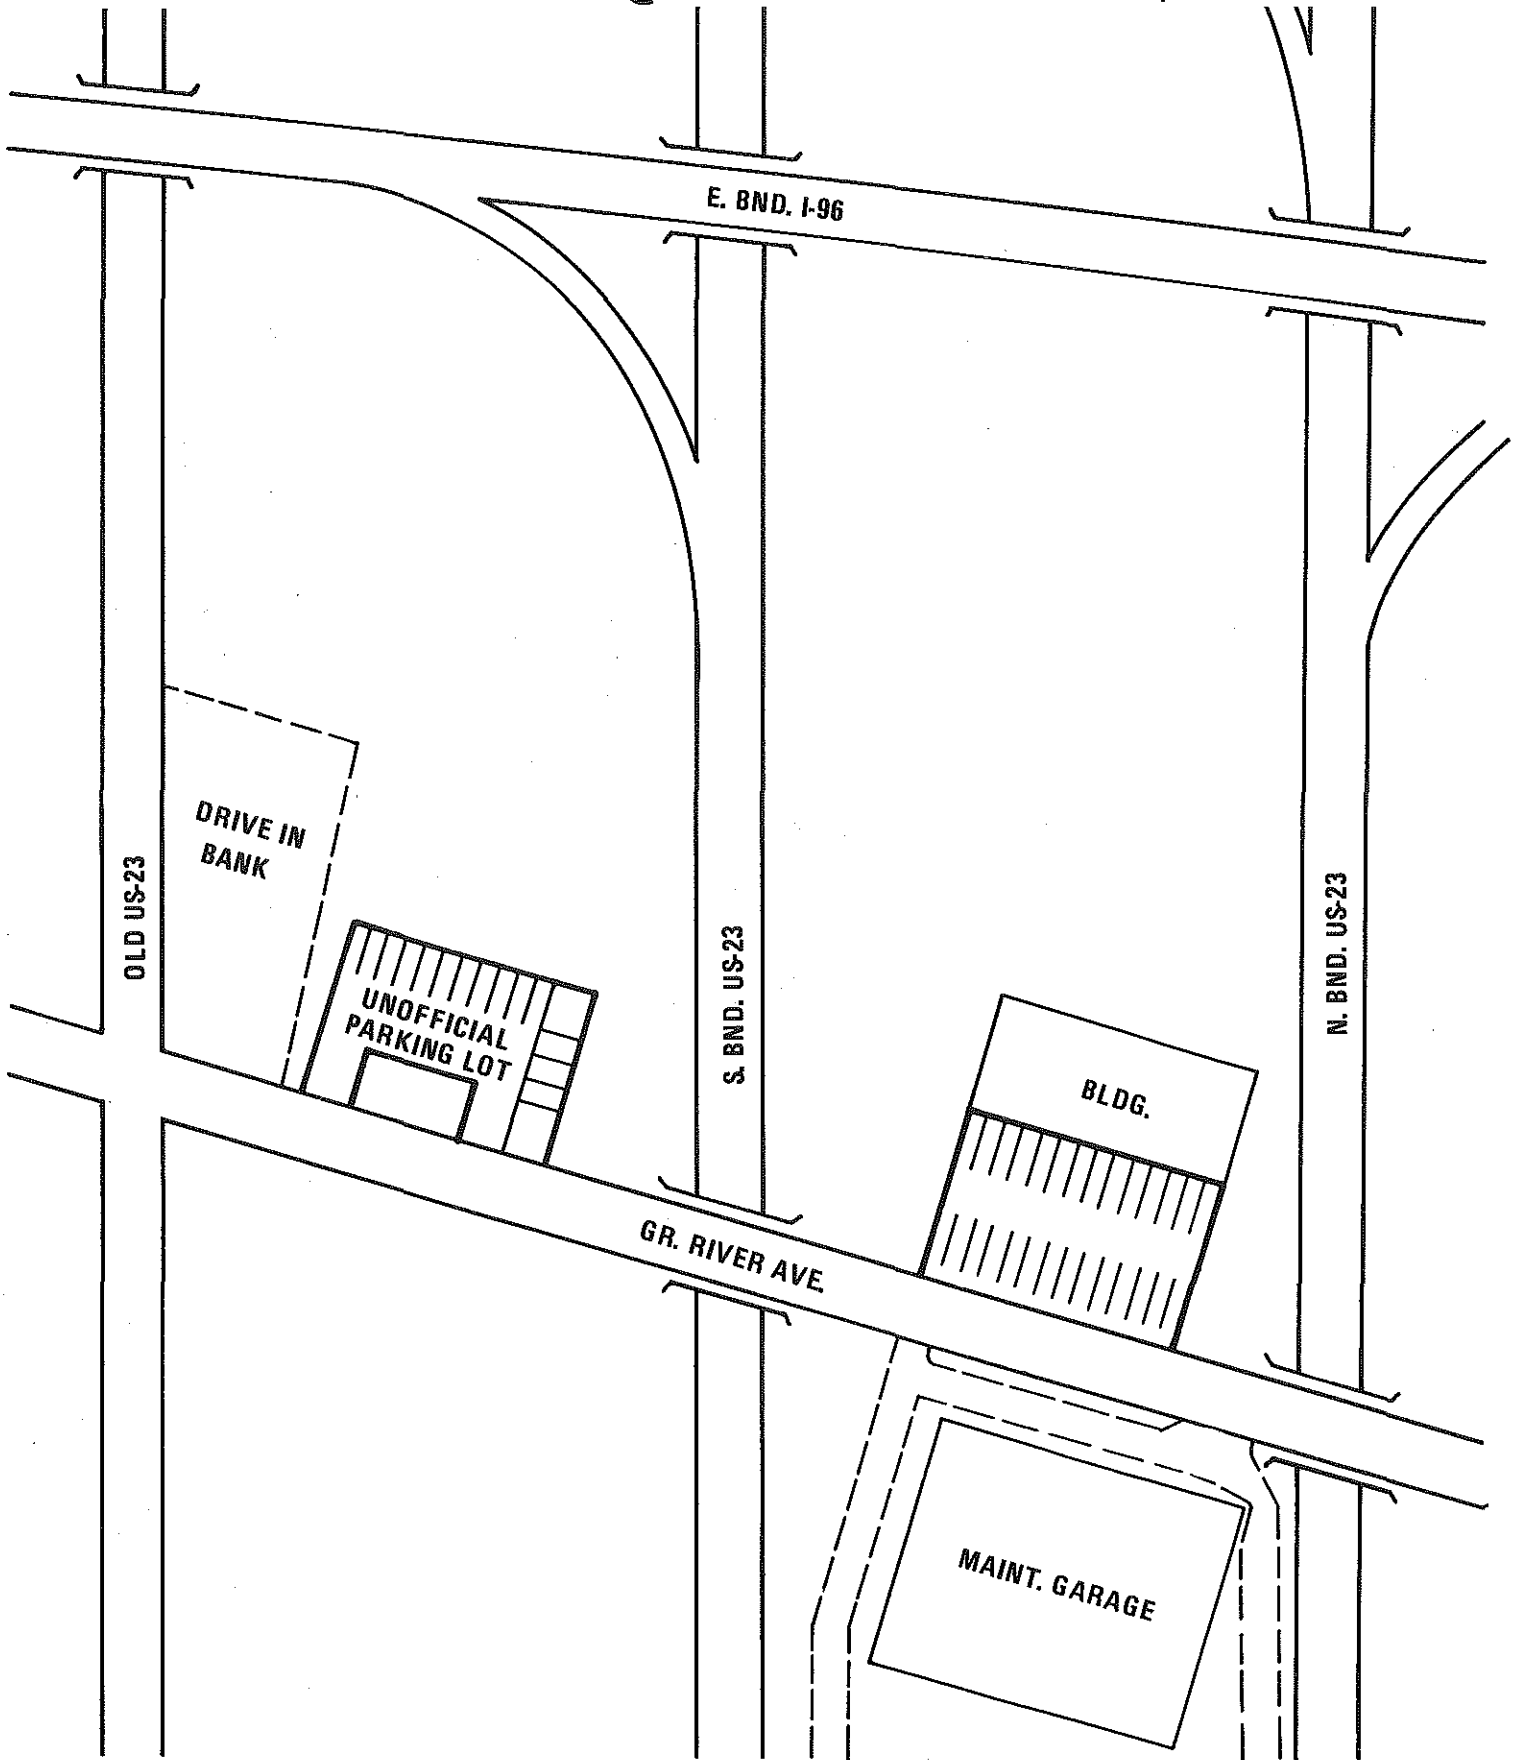 E. BND. I-96
DRIVE IN
BANK
OLD US-23
UNOFFICIAL
PARKING LOT
S. BND. US-23
N. BND. US-23
BLDG.
GR. RIVER AVE.
MAINT. GARAGE